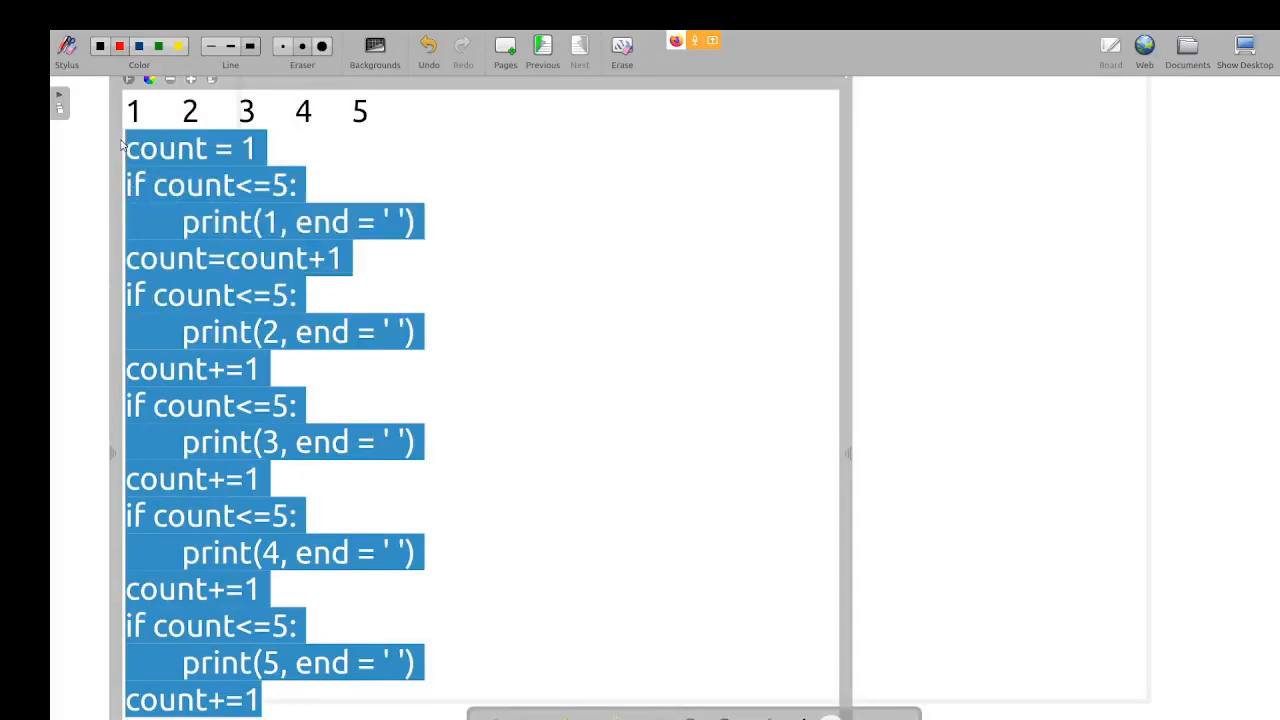 Stylus Color Line Eraser Backgrounds Undo Redo Pages Previous Next Erase Board Web Documents Show Desktop
1 2 3 4 5
count = 1
if count<=5:
print(1, end = ' ')
count=count+1
if count<=5:
print(2, end = ' ')
count+=1
if count<=5:
print(3, end = ' ')
count+=1
if count<=5:
print(4, end = ' ')
count+=1
if count<=5:
print(5, end = ' ')
count+=1